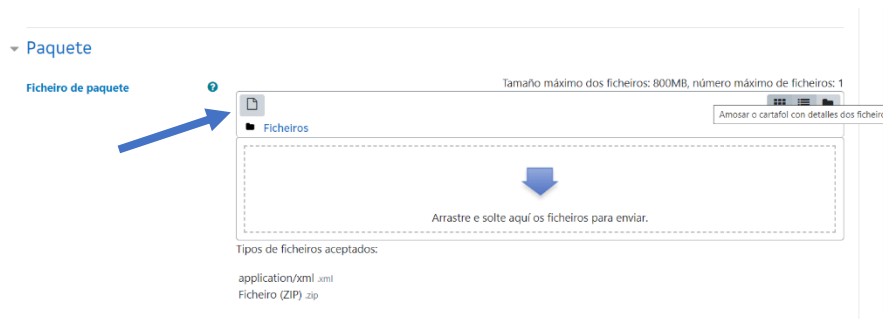 Paquete
Ficheiro de paquete
Tamaño máximo dos ficheiros: 800MB, número máximo de ficheiros: 1
Amosar o cartafol con detalles dos ficheiro
Ficheiros
Arrastre e solte aquí os ficheiros para enviar.
Tipos de ficheiros aceptados:
application/xml .xml
Ficheiro (ZIP) .zip